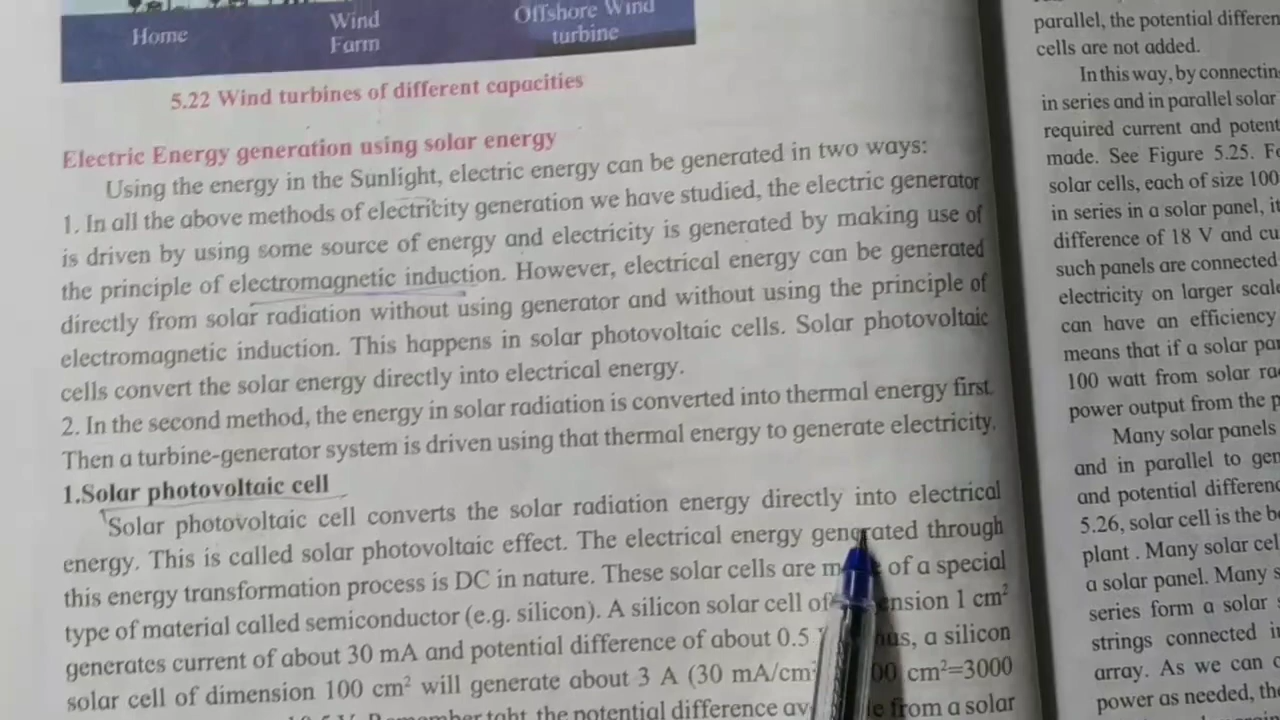 Home
Wind
Farm
Offshore Wind
turbine
5.22 Wind turbines of different capacities
Electric Energy generation using solar energy
Using the energy in the Sunlight, electric energy can be generated in two ways:
1. In all the above methods of electricity generation we have studied, the electric generator
is driven by using some source of energy and electricity is generated by making use of
the principle of electromagnetic induction. However, electrical energy can be generated
directly from solar radiation without using generator and without using the principle of
electromagnetic induction. This happens in solar photovoltaic cells. Solar photovoltaic
cells convert the solar energy directly into electrical energy.
2. In the second method, the energy in solar radiation is converted into thermal energy first.
Then a turbine-generator system is driven using that thermal energy to generate electricity.
1.Solar photovoltaic cell
Solar photovoltaic cell converts the solar radiation energy directly into electrical
energy. This is called solar photovoltaic effect. The electrical energy generated through
this energy transformation process is DC in nature. These solar cells are of a special
type of material called semiconductor (e.g. silicon). A silicon solar cell of 1 cm²
generates current of about 30 mA and potential difference of about 0.5 a silicon
solar cell of dimension 100 cm² will generate about 3 A (30 mA/cm cm²=3000
taht, the potential difference from a solar
parallel, the potential
cells are not added.
In this way, by
in series and in parallel solar
required current and
made. See Figure 5.25.
solar cells, each of size 100
in series in a solar panel, it
difference of 18 V and
such panels are connected
electricity on larger
can have an efficiency
means that if a solar
100 watt from solar
power output from the
Many solar panels
and in parallel to
and potential
5.26, solar cell is the
plant . Many solar
a solar panel. Many
series form a solar
strings connected
array. As we can
power as needed, the